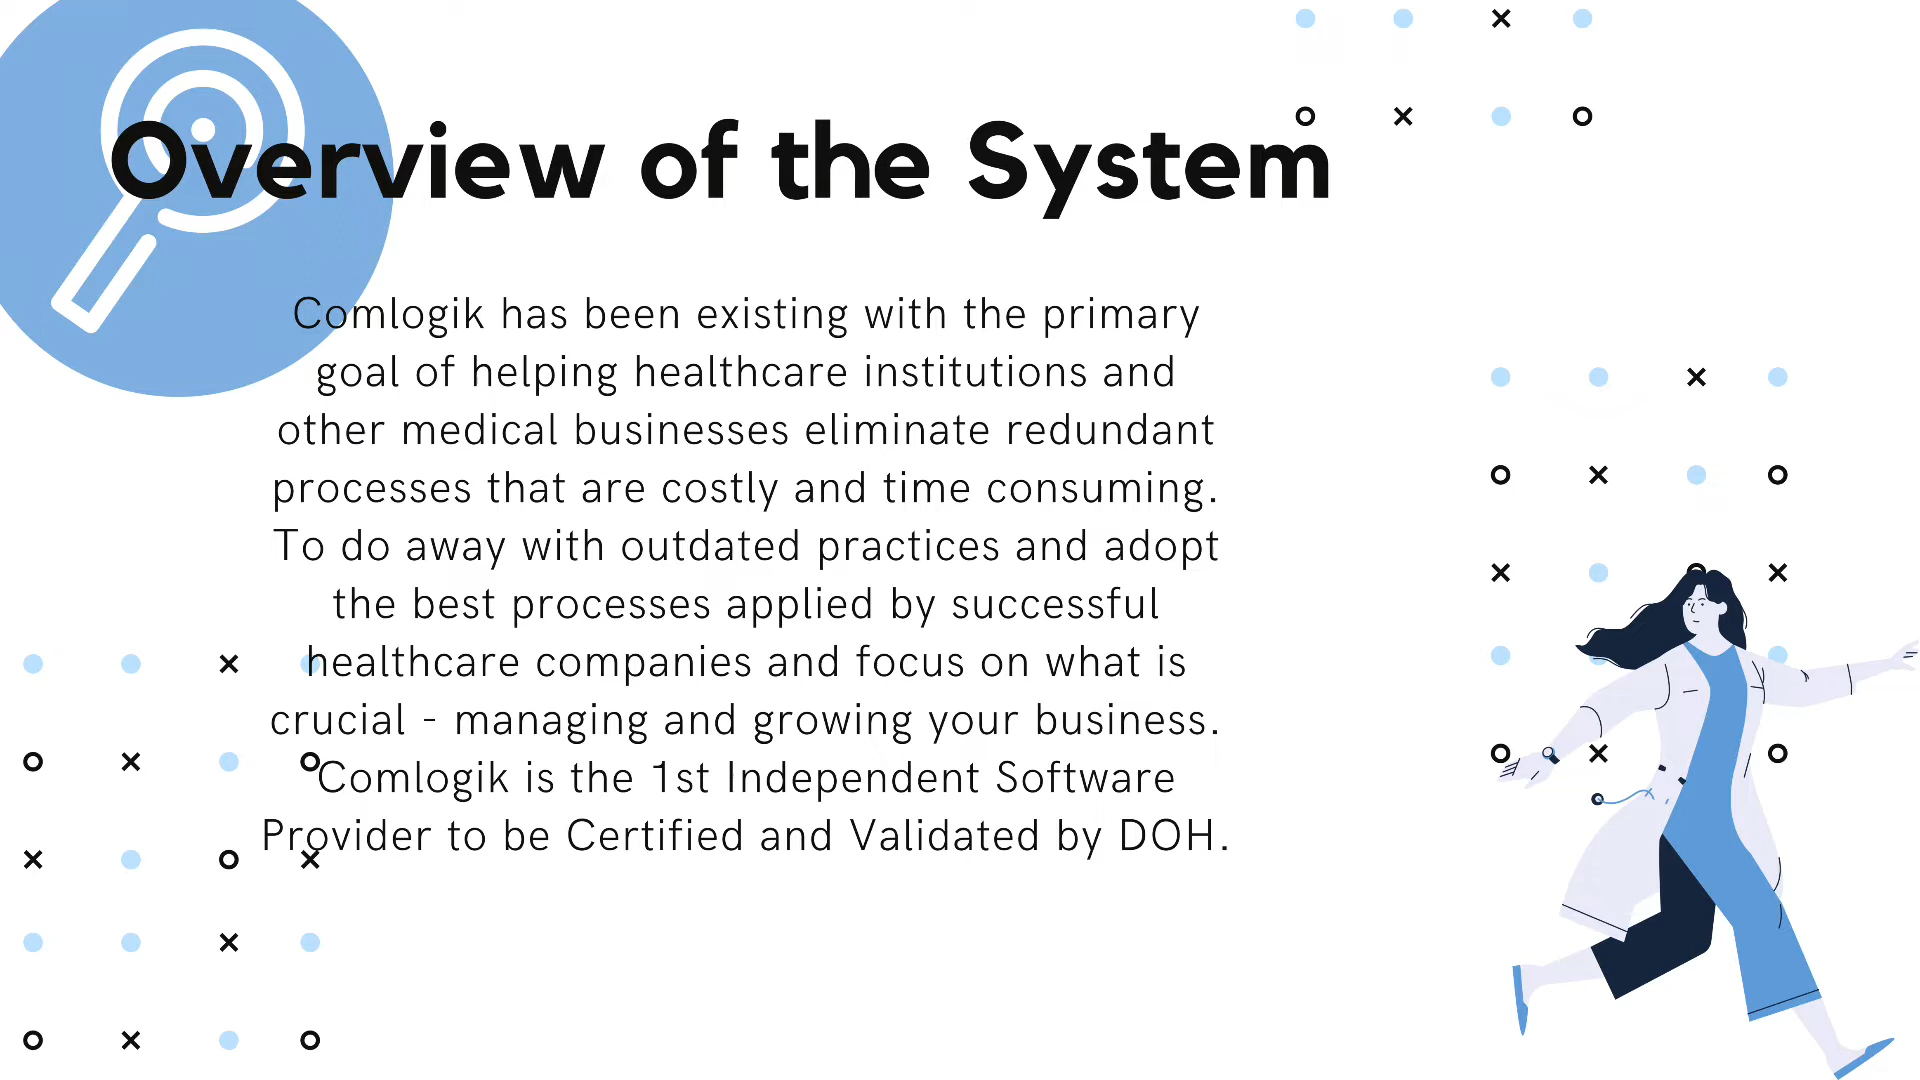 Overview of the System
Comlogik has been existing with the primary
goal of helping healthcare institutions and
other medical businesses eliminate redundant
processes that are costly and time consuming.
To do away with outdated practices and adopt
the best processes applied by successful
healthcare companies and focus on what is
crucial - managing and growing your business.
Comlogik is the 1st Independent Software
Provider to be Certified and Validated by DOH.